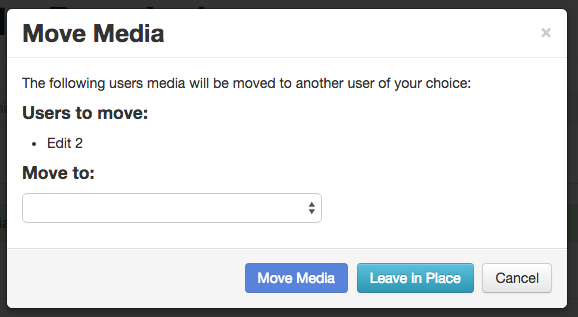 Move Media
×
The following users media will be moved to another user of your choice:
Users to move:
• Edit 2
Move to:
Move Media Leave in Place Cancel